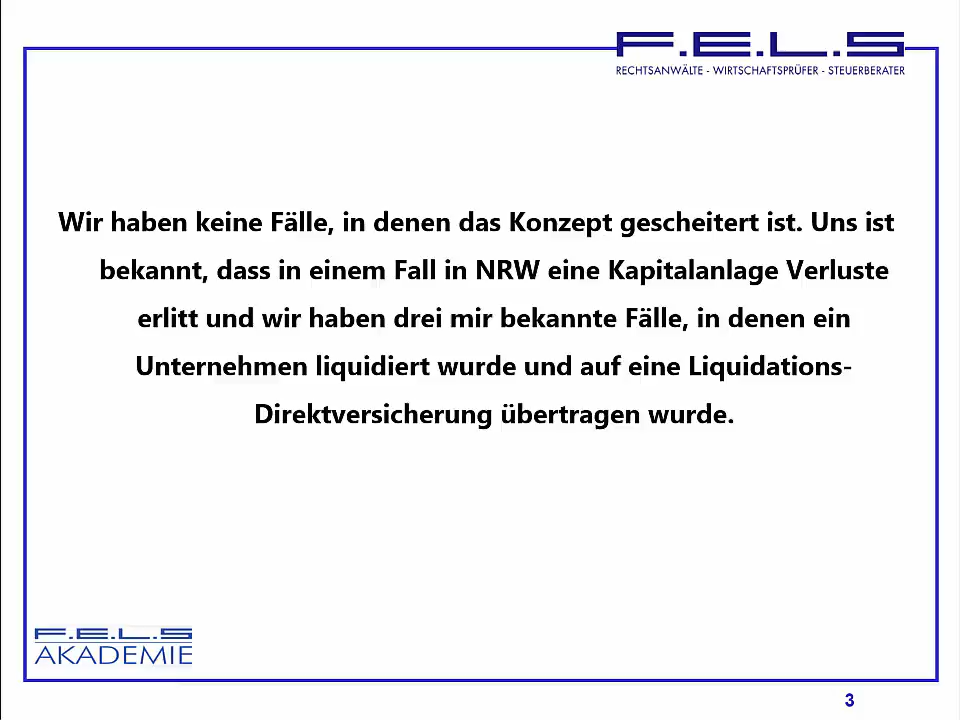 F.E.L.S
RECHTSANWÄLTE - WIRTSCHAFTSPRÜFER - STEUERBERATER
Wir haben keine Fälle, in denen das Konzept gescheitert ist. Uns ist
bekannt, dass in einem Fall in NRW eine Kapitalanlage Verluste
erlitt und wir haben drei mir bekannte Fälle, in denen ein
Unternehmen liquidiert wurde und auf eine Liquidations-
Direktversicherung übertragen wurde.
F.E.L.S
AKADEMIE
3